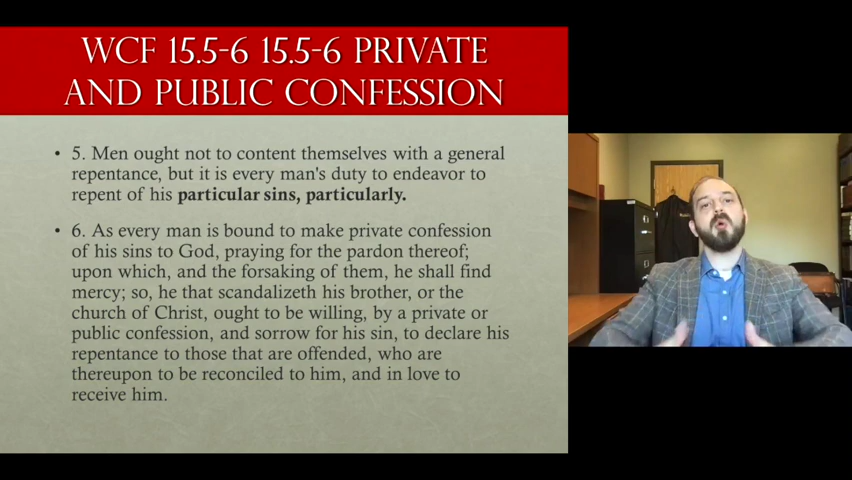 WCF 15.5-6 15.5-6 PRIVATE
AND PUBLIC CONFESSION
• 5. Men ought not to content themselves with a general
repentance, but it is every man's duty to endeavor to
repent of his particular sins, particularly.
• 6. As every man is bound to make private confession
of his sins to God, praying for the pardon thereof;
upon which, and the forsaking of them, he shall find
mercy; so, he that scandalizeth his brother, or the
church of Christ, ought to be willing, by a private or
public confession, and sorrow for his sin, to declare his
repentance to those that are offended, who are
thereupon to be reconciled to him, and in love to
receive him.